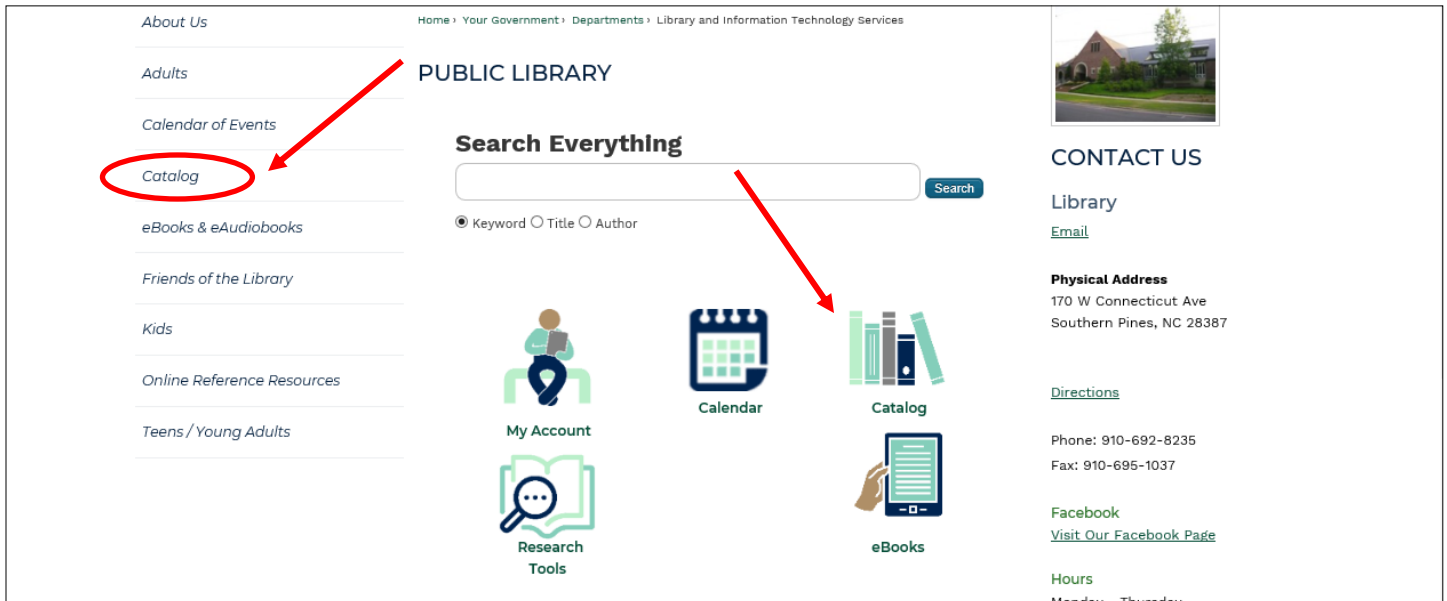 About Us
Adults
Calendar of Events
Catalog
eBooks & eAudiobooks
Friends of the Library
Kids
Online Reference Resources
Teens / Young Adults
Home › Your Government › Departments › Library and Information Technology Services
PUBLIC LIBRARY
Search Everything
Search
Keyword Title Author
My Account
Calendar
Catalog
Research
Tools
eBooks
CONTACT US
Library
Email
Physical Address
170 W Connecticut Ave
Southern Pines, NC 28387
Directions
Phone: 910-692-8235
Fax: 910-695-1037
Facebook
Visit Our Facebook Page
Hours
Monday - Thursday